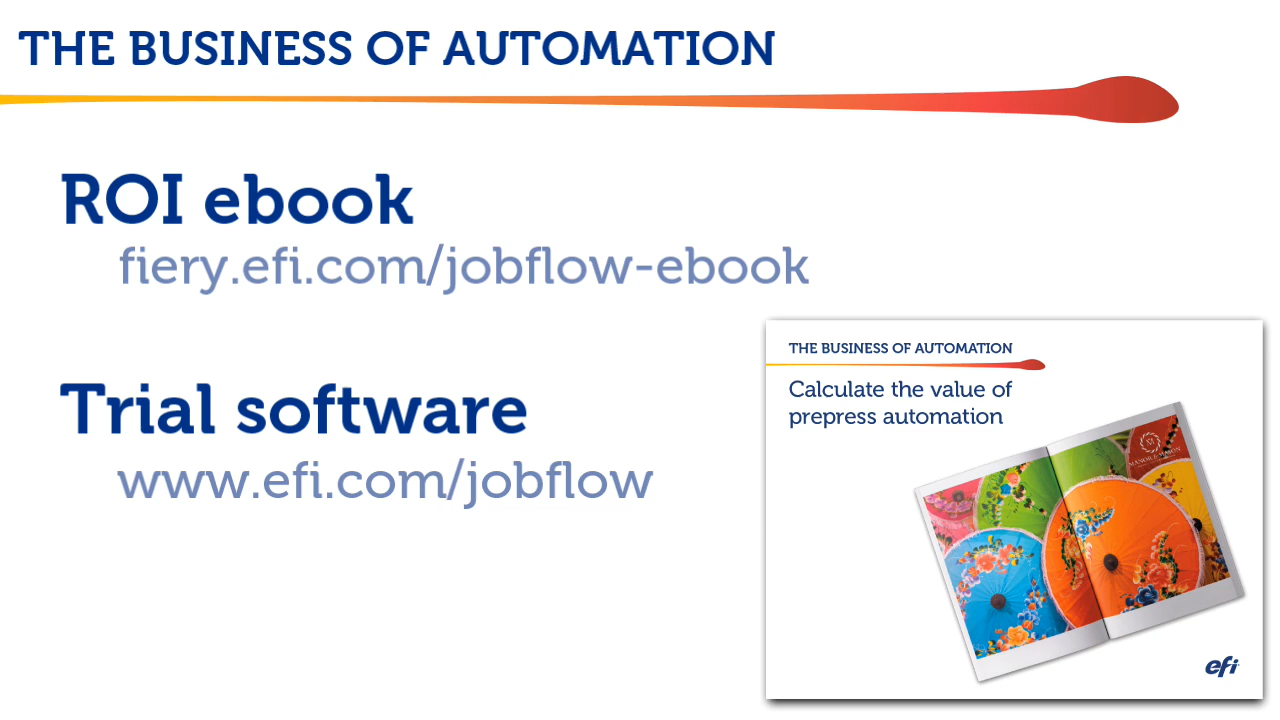 THE BUSINESS OF AUTOMATION
ROI ebook
fiery.efi.com/jobflow-ebook
Trial software
www.efi.com/jobflow
THE BUSINESS OF AUTOMATION
Calculate the value of
prepress automation
efi